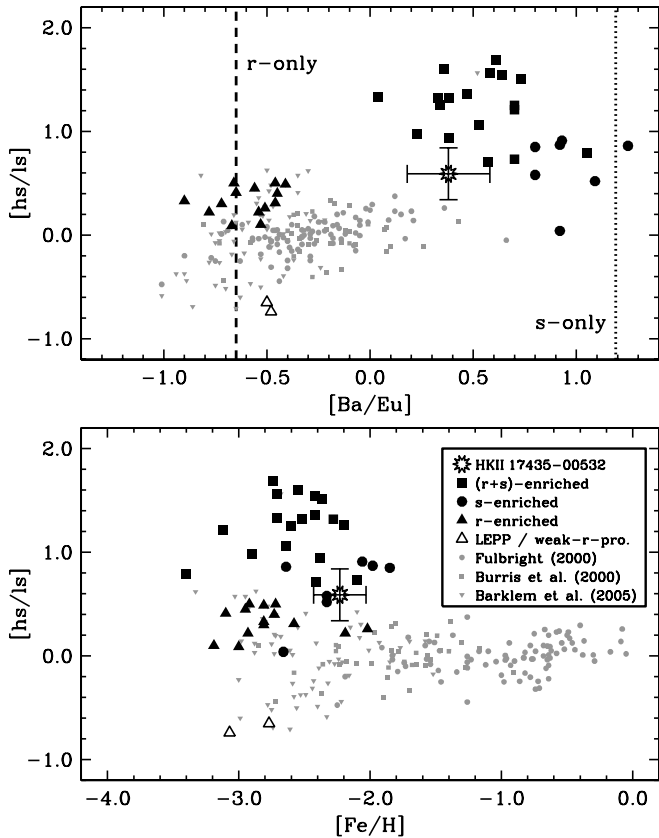 2.0
1.0
0.0
−1.0
[hs/ls]
r−only
s−only
−1.0
−0.5
0.0
0.5
1.0
[Ba/Eu]
2.0
1.0
0.0
−1.0
[hs/ls]
HKII 17435−00532
(r+s)−enriched
s−enriched
r−enriched
LEPP / weak−r−pro.
Fulbright (2000)
Burris et al. (2000)
Barklem et al. (2005)
−4.0
−3.0
−2.0
−1.0
0.0
[Fe/H]